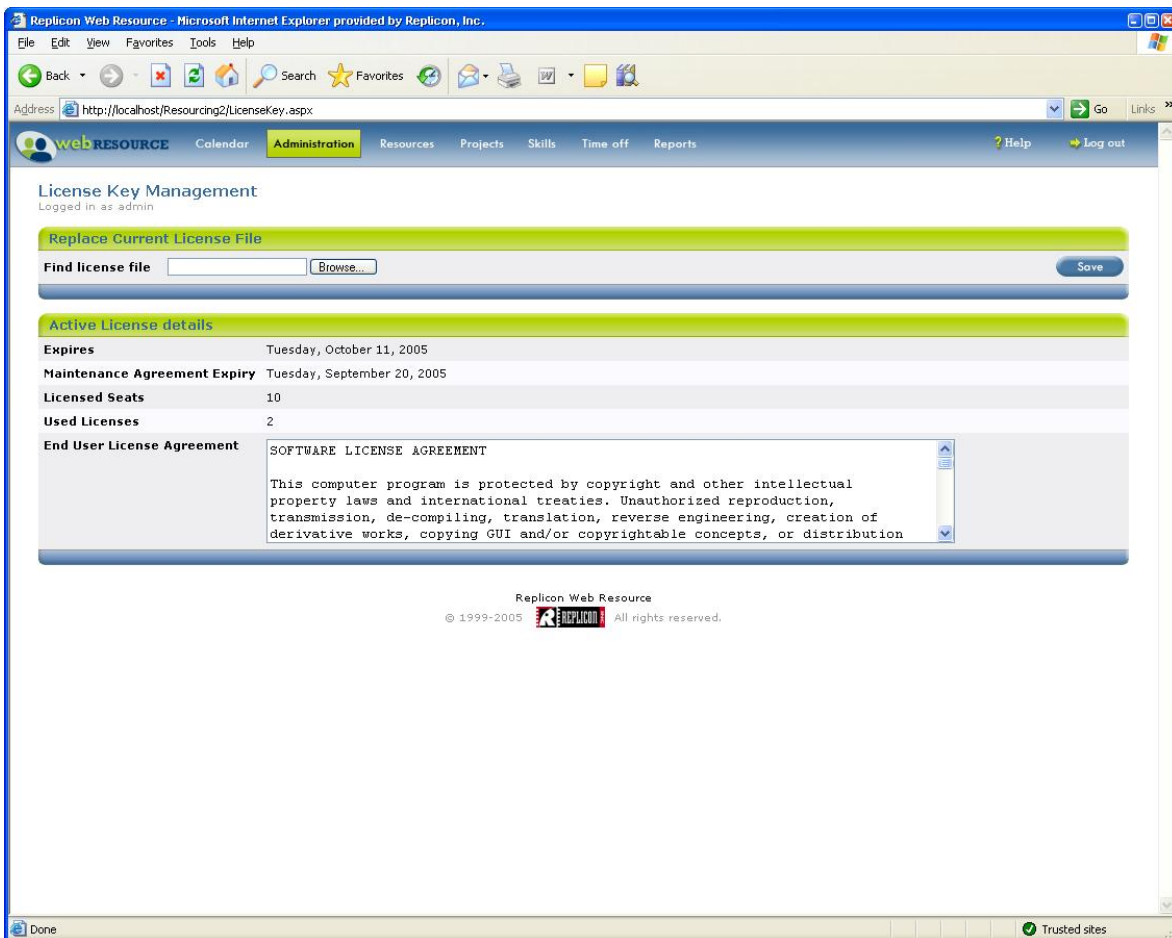 Replicon Web Resource - Microsoft Internet Explorer provided by Replicon, Inc.
File Edit View Favorites Tools Help
Back Search Favorites
Address http://localhost/Resourcing2/LicenseKey.aspx Go Links »
web RESOURCE Calendar Administration Resources Projects Skills Time off Reports ? Help Log out
License Key Management
Logged in as admin
Replace Current License File
Find license file Browse... Save
Active License details
Expires Tuesday, October 11, 2005
Maintenance Agreement Expiry Tuesday, September 20, 2005
Licensed Seats 10
Used Licenses 2
End User License Agreement SOFTWARE LICENSE AGREEMENT
This computer program is protected by copyright and other intellectual
property laws and international treaties. Unauthorized reproduction,
transmission, de-compiling, translation, reverse engineering, creation of
derivative works, copying GUI and/or copyrightable concepts, or distribution
Replicon Web Resource
© 1999-2005 REPLICON All rights reserved.
Done Trusted sites